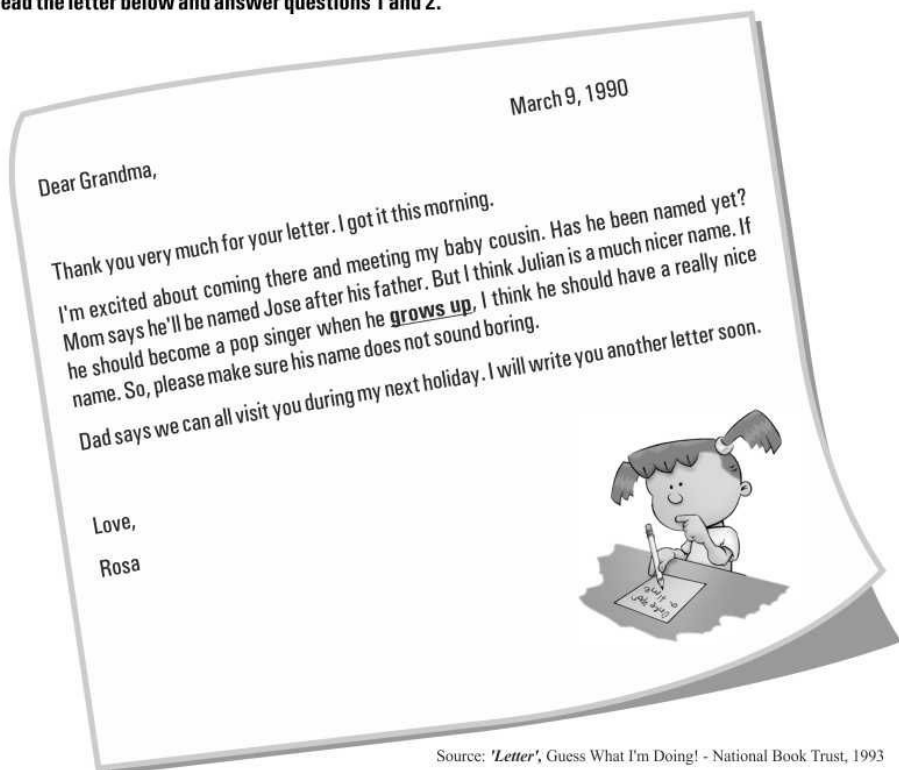 ead the letter below and answer questions 1 and 2.
March 9, 1990
Dear Grandma,
Thank you very much for your letter. I got it this morning.
I'm excited about coming there and meeting my baby cousin. Has he been named yet?
Mom says he'll be named Jose after his father. But I think Julian is a much nicer name. If
he should become a pop singer when he grows up, I think he should have a really nice
name. So, please make sure his name does not sound boring.
Dad says we can all visit you during my next holiday. I will write you another letter soon.
Love,
Rosa
Source: 'Letter', Guess What I'm Doing! - National Book Trust, 1993